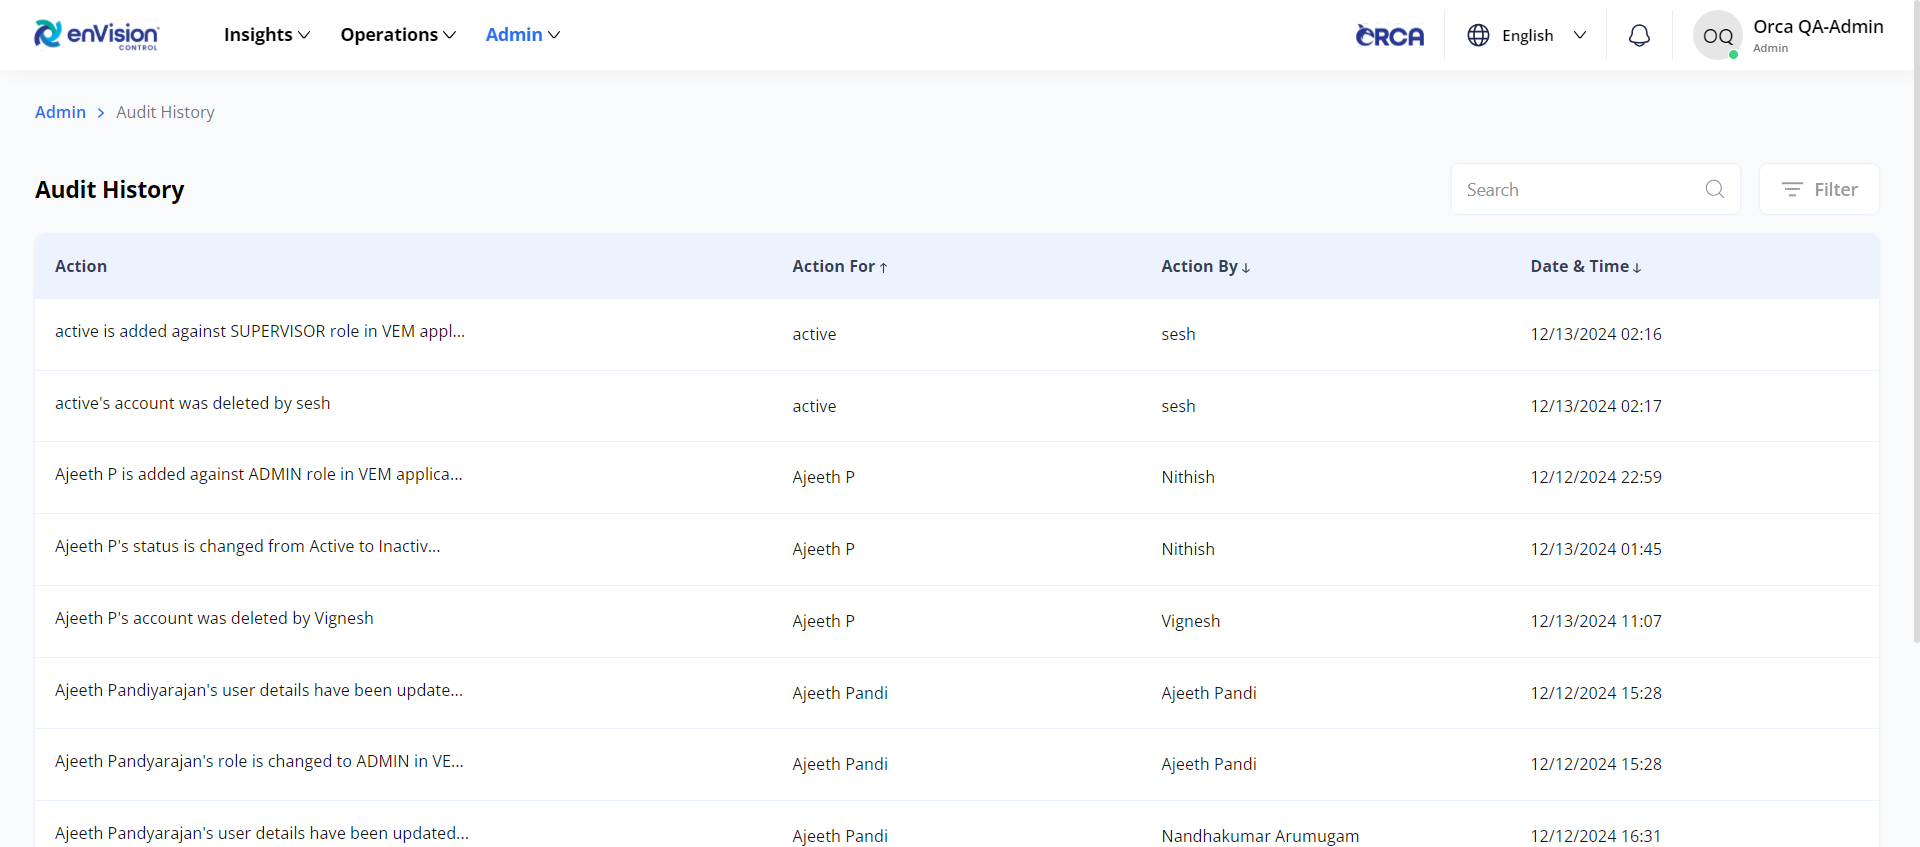 enVision CONTROL Insights Operations Admin ORCA English OQ Orca QA-Admin
Admin
Admin > Audit History
Audit History Search Filter
Action Action For ↑ Action By ↓ Date & Time ↓
active is added against SUPERVISOR role in VEM appl... active sesh 12/13/2024 02:16
active's account was deleted by sesh active sesh 12/13/2024 02:17
Ajeeth P is added against ADMIN role in VEM applica... Ajeeth P Nithish 12/12/2024 22:59
Ajeeth P's status is changed from Active to Inactiv... Ajeeth P Nithish 12/13/2024 01:45
Ajeeth P's account was deleted by Vignesh Ajeeth P Vignesh 12/13/2024 11:07
Ajeeth Pandiyarajan's user details have been update... Ajeeth Pandi Ajeeth Pandi 12/12/2024 15:28
Ajeeth Pandyarajan's role is changed to ADMIN in VE... Ajeeth Pandi Ajeeth Pandi 12/12/2024 15:28
Ajeeth Pandyarajan's user details have been updated... Ajeeth Pandi Nandhakumar Arumugam 12/12/2024 16:31